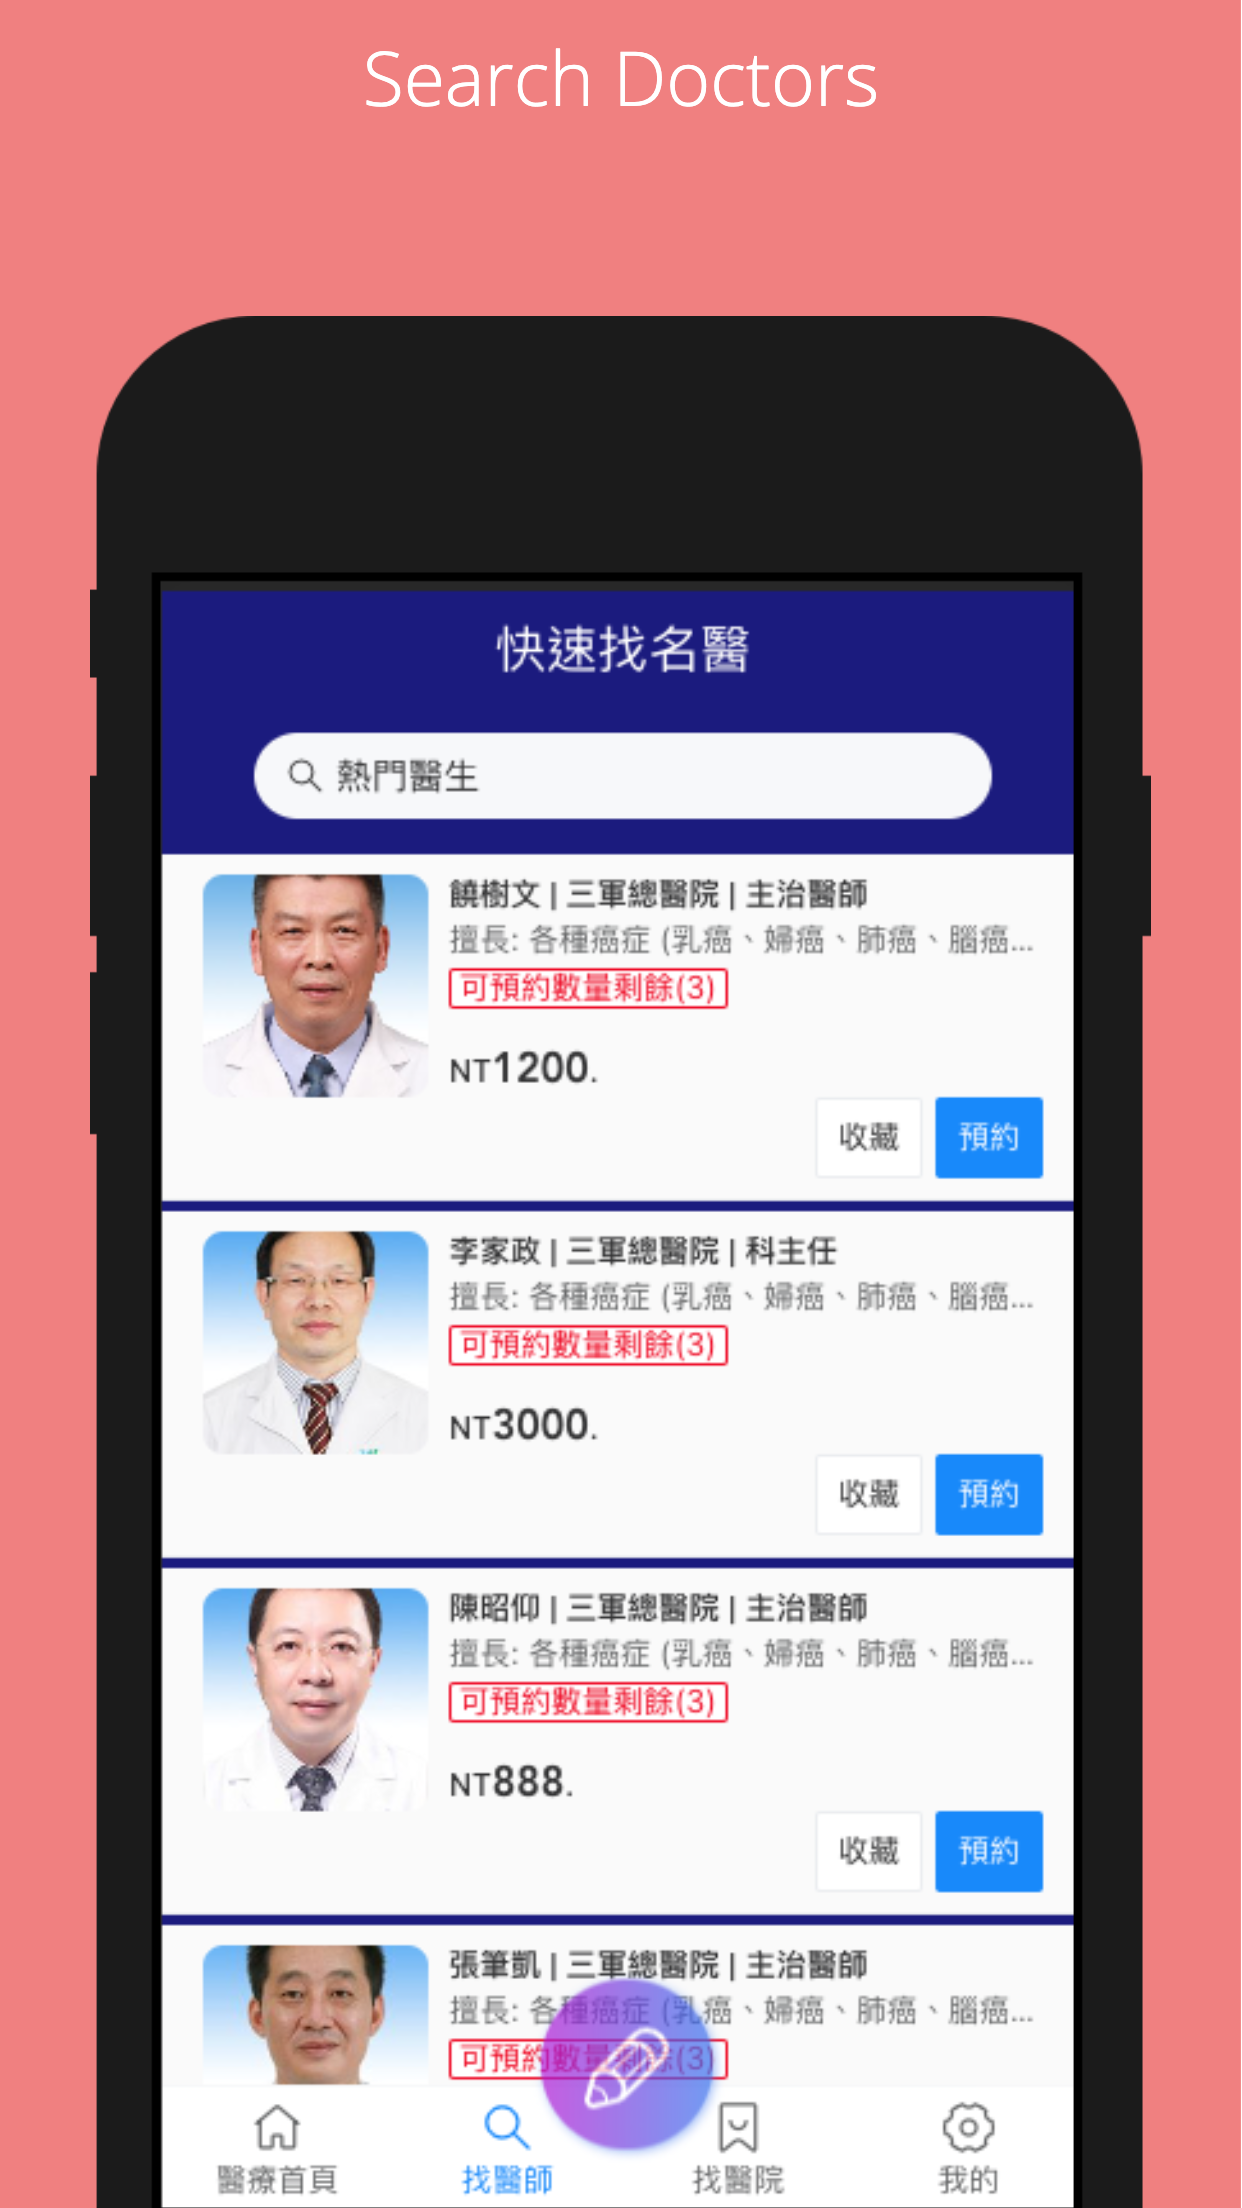 Search Doctors
快速找名醫
熱門醫生
饒樹文 | 三軍總醫院 | 主治醫師
擅長: 各種癌症 (乳癌、婦癌、肺癌、腦癌...
可預約數量剩餘(3)
NT1200.
收藏 預約
李家政 | 三軍總醫院 | 科主任
擅長: 各種癌症 (乳癌、婦癌、肺癌、腦癌...
可預約數量剩餘(3)
NT3000.
收藏 預約
陳昭仰 | 三軍總醫院 | 主治醫師
擅長: 各種癌症 (乳癌、婦癌、肺癌、腦癌...
可預約數量剩餘(3)
NT888.
收藏 預約
張筆凱 | 三軍總醫院 | 主治醫師
擅長: 各種癌症 (乳癌、婦癌、肺癌、腦癌...
可預約數量剩餘(3)
醫療首頁 找醫師 找醫院 我的